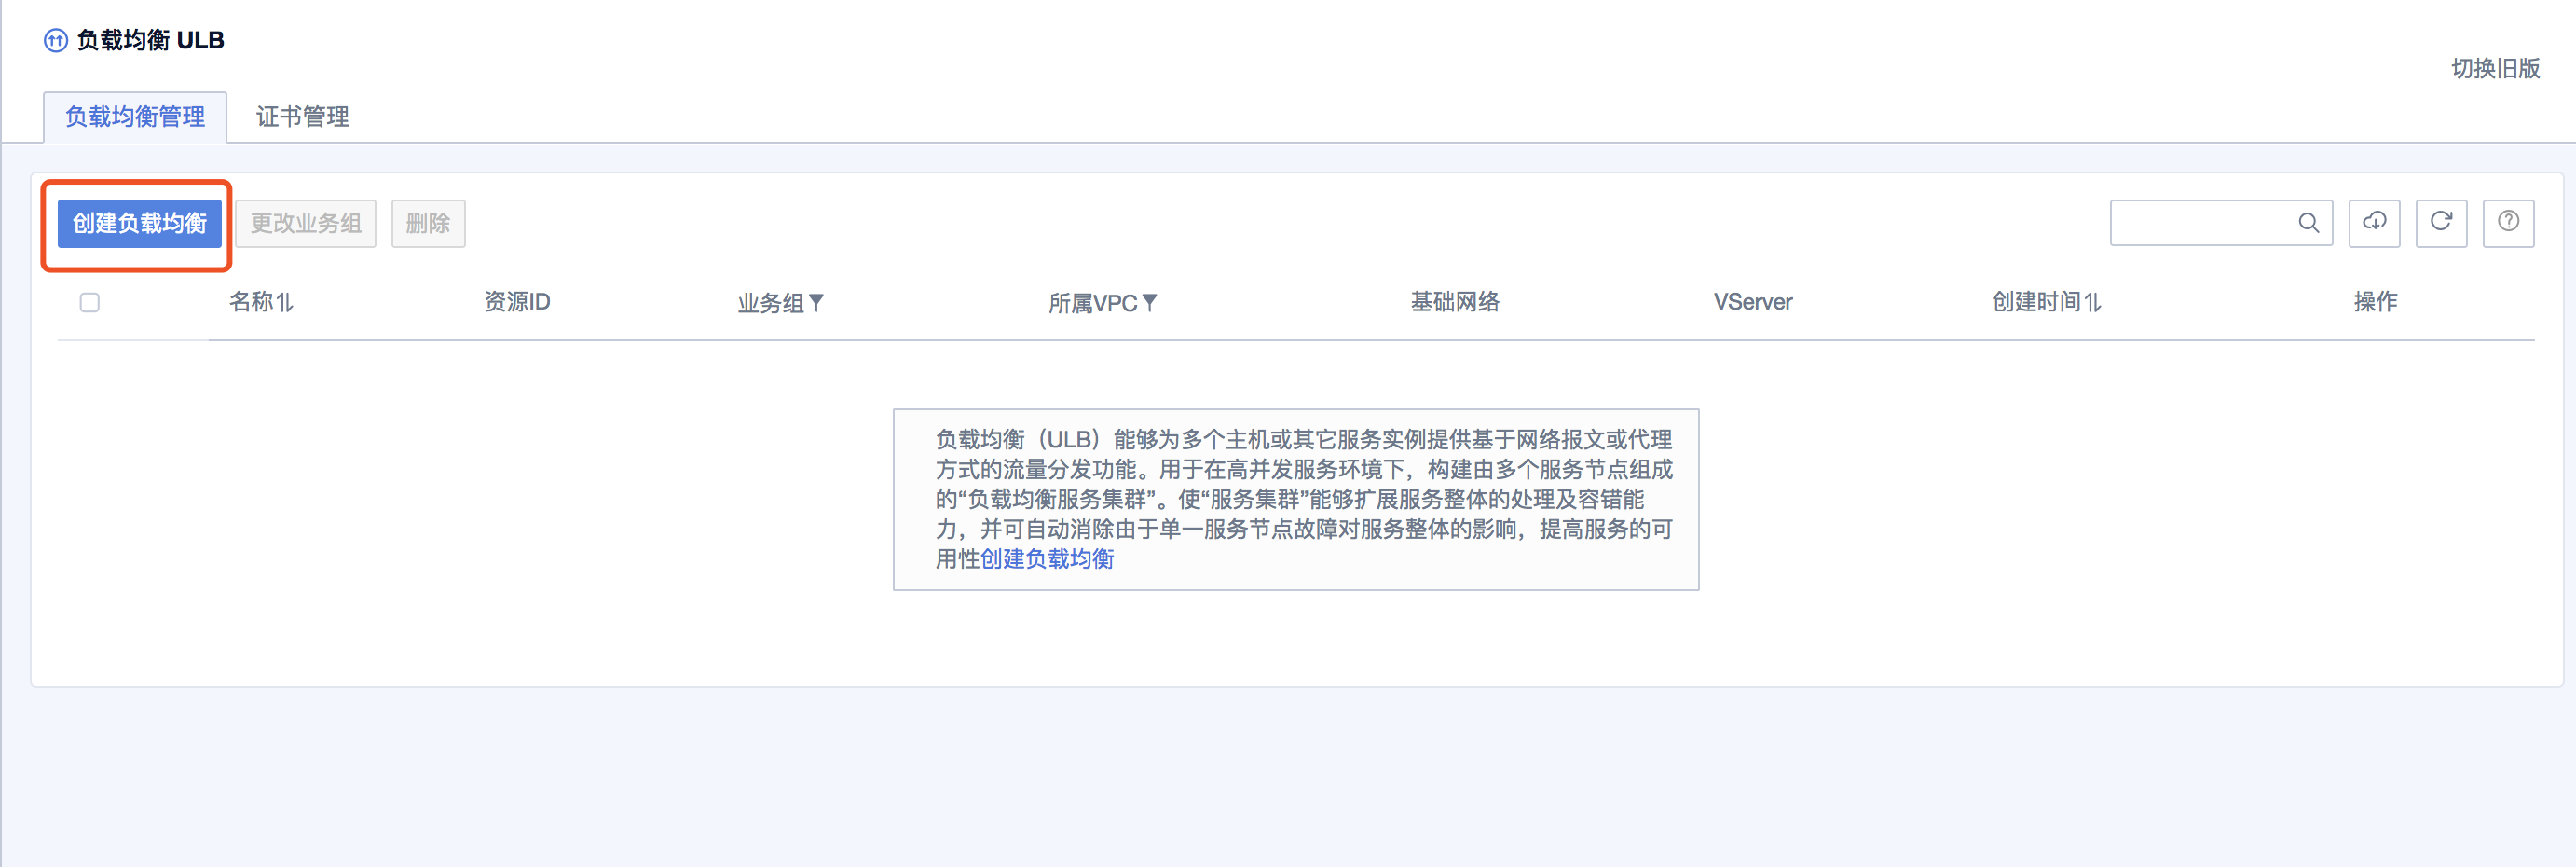 负载均衡 ULB
切换旧版
负载均衡管理 证书管理
创建负载均衡 更改业务组 删除
名称 资源ID 业务组 所属VPC 基础网络 VServer 创建时间 操作
负载均衡（ULB）能够为多个主机或其它服务实例提供基于网络报文或代理
方式的流量分发功能。用于在高并发服务环境下，构建由多个服务节点组成
的“负载均衡服务集群”。使“服务集群”能够扩展服务整体的处理及容错能
力，并可自动消除由于单一服务节点故障对服务整体的影响，提高服务的可
用性创建负载均衡